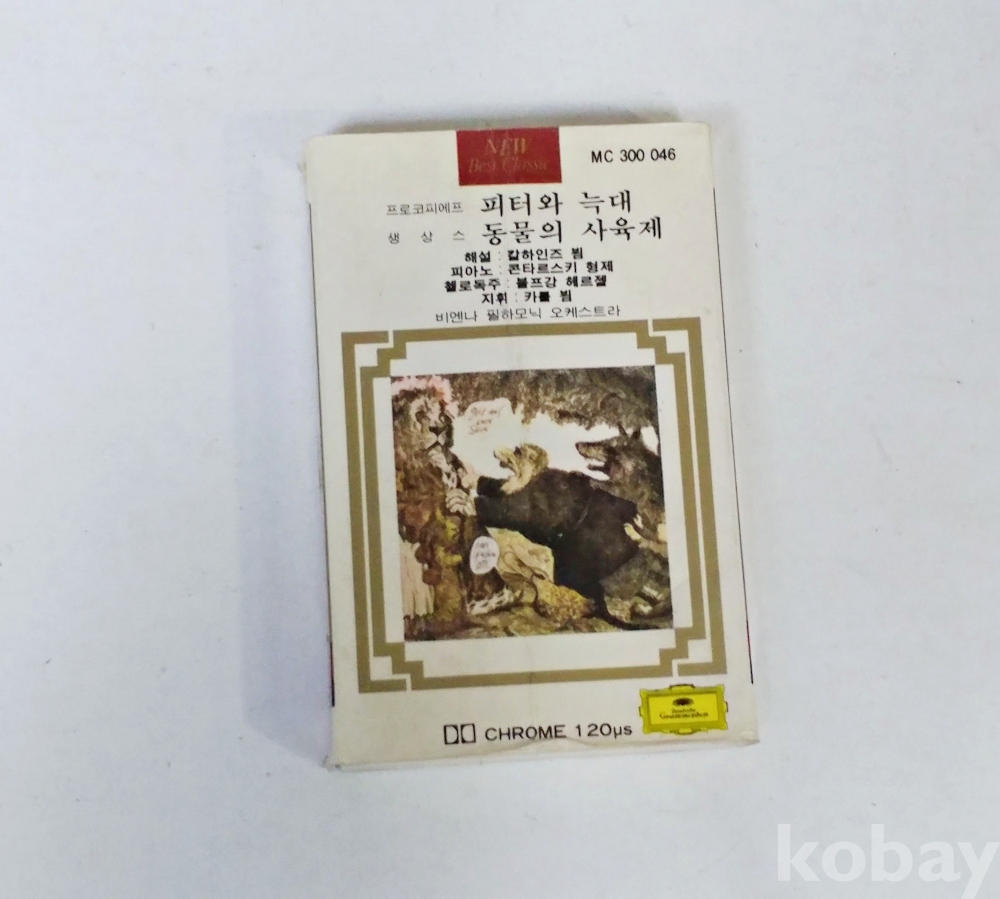 NEW
Best Classic
MC 300 046
프로코피에프 피터와 늑대
생 상 스 동물의 사육제
해설 : 칼하인즈 뵘
피아노 : 콘타르스키 형제
첼로독주 : 볼프강 헤르젤
지휘 : 카를 뵘
비엔나 필하모닉 오케스트라
CHROME 120µs
Deutsche
Grammophon
kobay